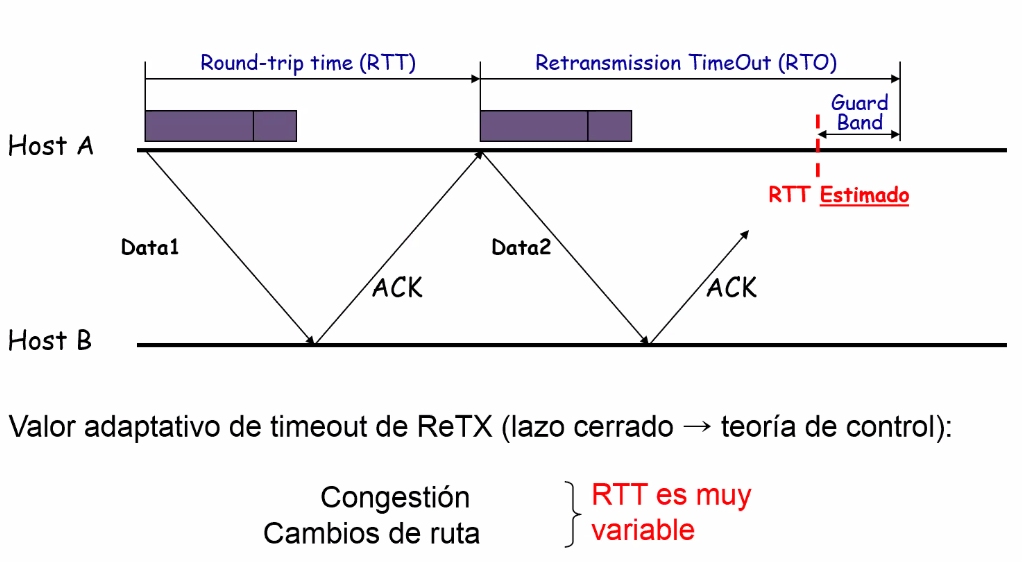 Round-trip time (RTT)
Retransmission TimeOut (RTO)
Guard
Band
Host A
RTT Estimado
Data1
ACK
Data2
ACK
Host B
Valor adaptativo de timeout de ReTX (lazo cerrado → teoría de control):
Congestión
Cambios de ruta
RTT es muy
variable